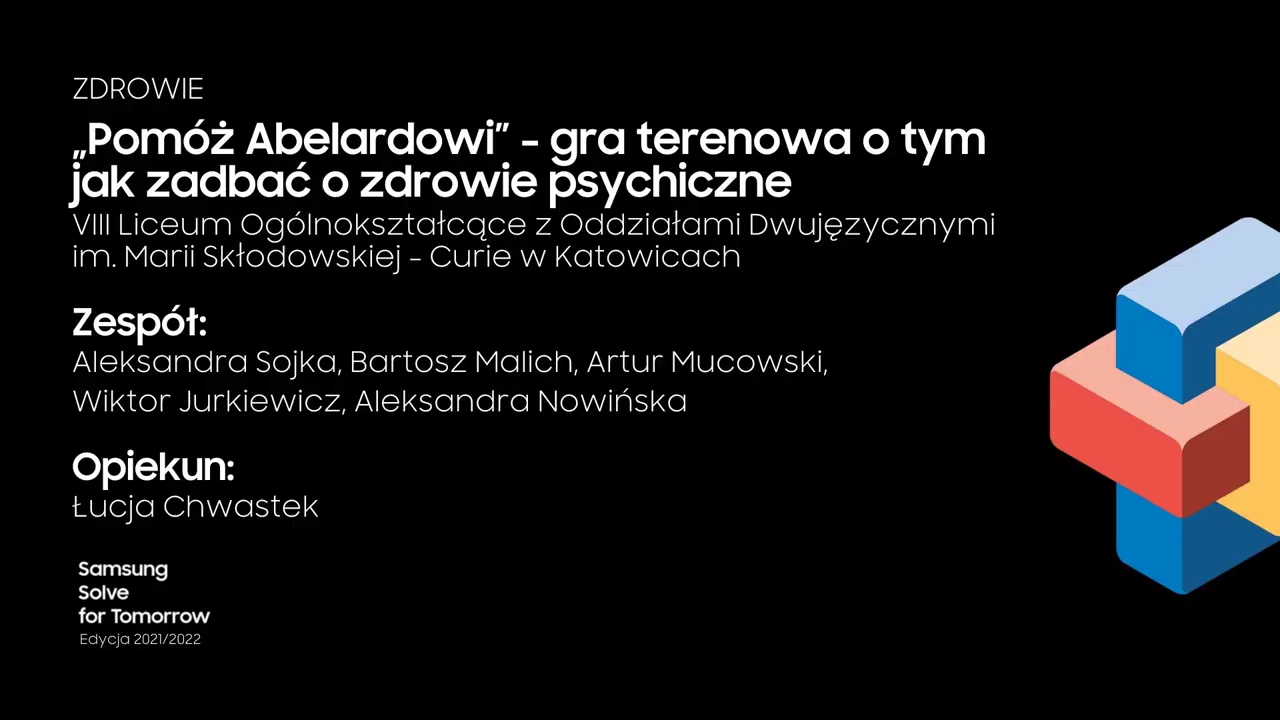 ZDROWIE
„Pomóż Abelardowi” - gra terenowa o tym
jak zadbać o zdrowie psychiczne
VIII Liceum Ogólnokształcące z Oddziałami Dwujęzycznymi
im. Marii Skłodowskiej - Curie w Katowicach
Zespół:
Aleksandra Sojka, Bartosz Malich, Artur Mucowski,
Wiktor Jurkiewicz, Aleksandra Nowińska
Opiekun:
Łucja Chwastek
Samsung
Solve
for Tomorrow
Edycja 2021/2022